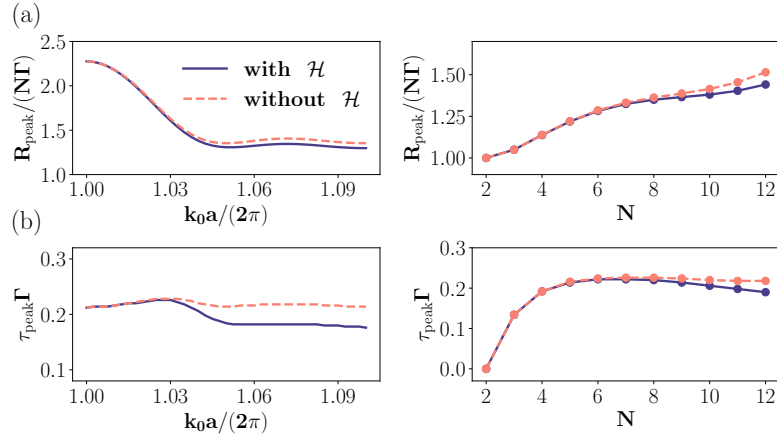 (a)
R_peak/(NΓ)
2.5
2.0
1.5
1.0
with ℋ
without ℋ
1.00 1.03 1.06 1.09
k₀a/(2π)
R_peak/(NΓ)
1.50
1.25
1.00
2 4 6 8 10 12
N
(b)
τ_peakΓ
0.3
0.2
0.1
1.00 1.03 1.06 1.09
k₀a/(2π)
τ_peakΓ
0.3
0.2
0.1
0.0
2 4 6 8 10 12
N